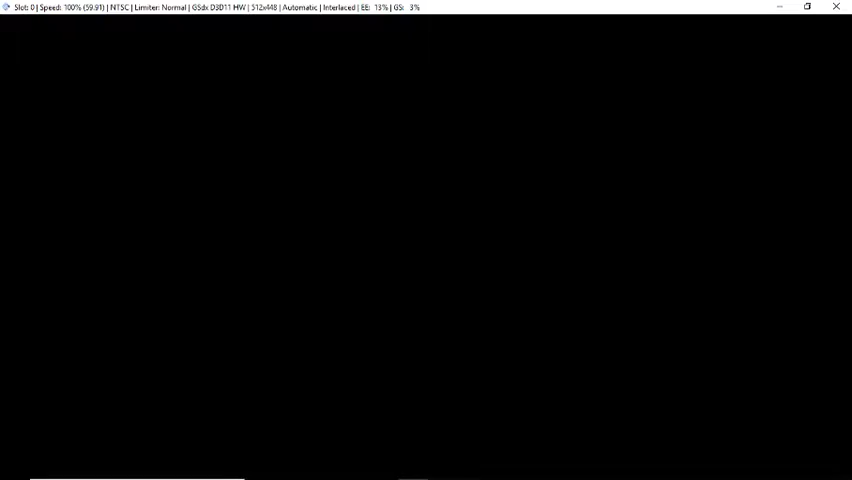 Slot: 0 | Speed: 100% (59.91) | NTSC | Limiter: Normal | GSdx D3D11 HW | 512x448 | Automatic | Interlaced | EE: 13% | GS: 3%